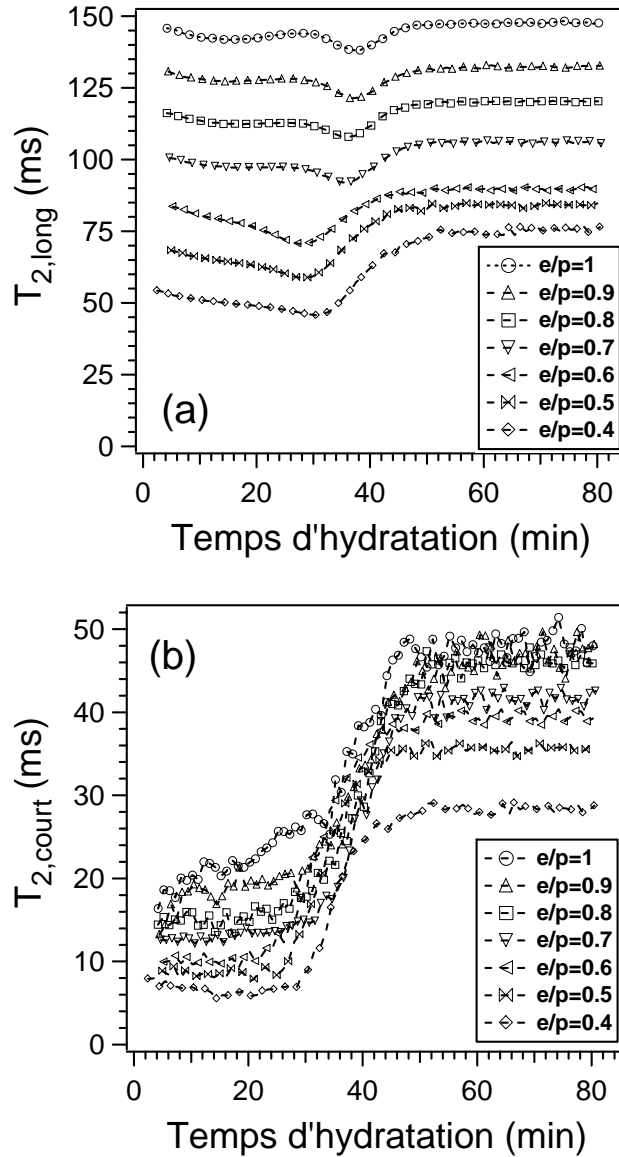 150
125
100
75
50
25
0
T2,long (ms)
(a)
e/p=1
e/p=0.9
e/p=0.8
e/p=0.7
e/p=0.6
e/p=0.5
e/p=0.4
0 20 40 60 80
Temps d'hydratation (min)
50
40
30
20
10
0
T2,court (ms)
(b)
e/p=1
e/p=0.9
e/p=0.8
e/p=0.7
e/p=0.6
e/p=0.5
e/p=0.4
0 20 40 60 80
Temps d'hydratation (min)